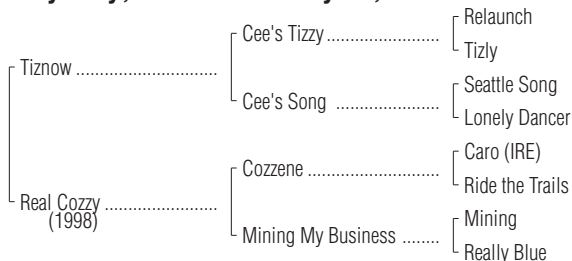 Relaunch
Cee's Tizzy ........................
Tizly
Tiznow ..............................
Seattle Song
Cee's Song ......................
Lonely Dancer
Caro (IRE)
Cozzene ............................
Ride the Trails
Real Cozzy ........................
(1998)
Mining
Mining My Business ........
Really Blue